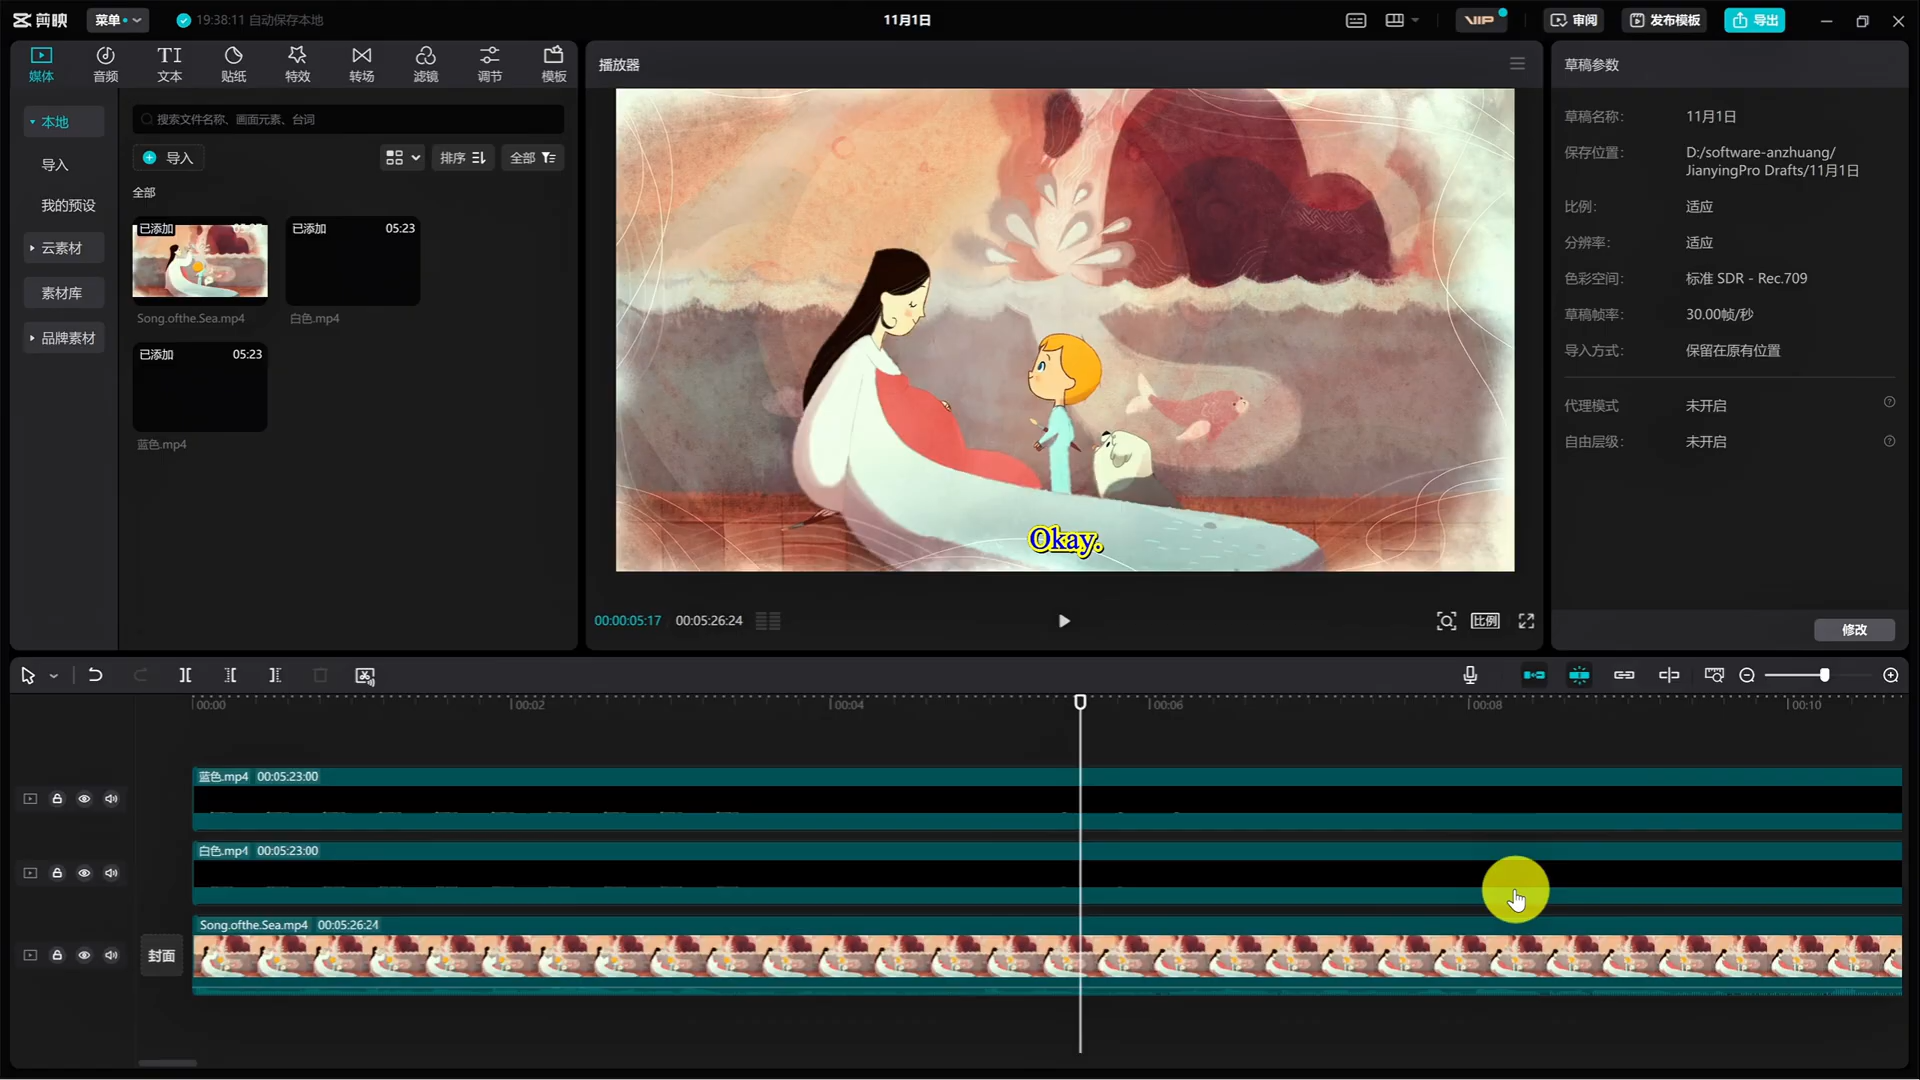 剪映
菜单
19:38:11 自动保存本地
11月1日
VIP
审阅
发布模板
导出
媒体
音频
TI
文本
贴纸
特效
转场
滤镜
调节
模板
本地
导入
我的预设
云素材
素材库
品牌素材
搜索文件名称、画面元素、台词
导入
排序
全部
全部
已添加
Song.ofthe.Sea.mp4
已添加 05:23
白色.mp4
已添加 05:23
蓝色.mp4
播放器
Okay.
00:00:05:17 00:05:26:24
比例
草稿参数
草稿名称: 11月1日
保存位置: D:/software-anzhuang/
JianyingPro Drafts/11月1日
比例: 适应
分辨率: 适应
色彩空间: 标准 SDR - Rec.709
草稿帧率: 30.00帧/秒
导入方式: 保留在原有位置
代理模式 未开启
自由层级: 未开启
修改
00:00 00:02 00:04 00:06 00:08 00:10
蓝色.mp4 00:05:23:00
白色.mp4 00:05:23:00
Song.ofthe.Sea.mp4 00:05:26:24
封面